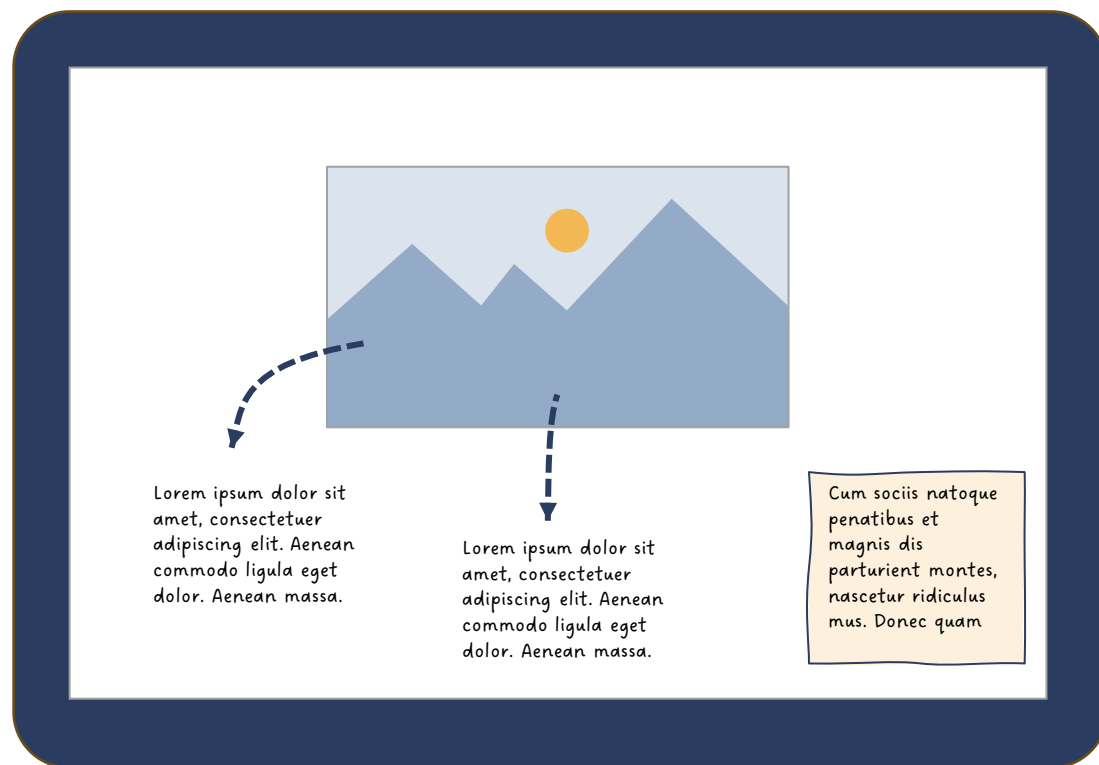 Lorem ipsum dolor sit
amet, consectetuer
adipiscing elit. Aenean
commodo ligula eget
dolor. Aenean massa.
Lorem ipsum dolor sit
amet, consectetuer
adipiscing elit. Aenean
commodo ligula eget
dolor. Aenean massa.
Cum sociis natoque
penatibus et
magnis dis
parturient montes,
nascetur ridiculus
mus. Donec quam